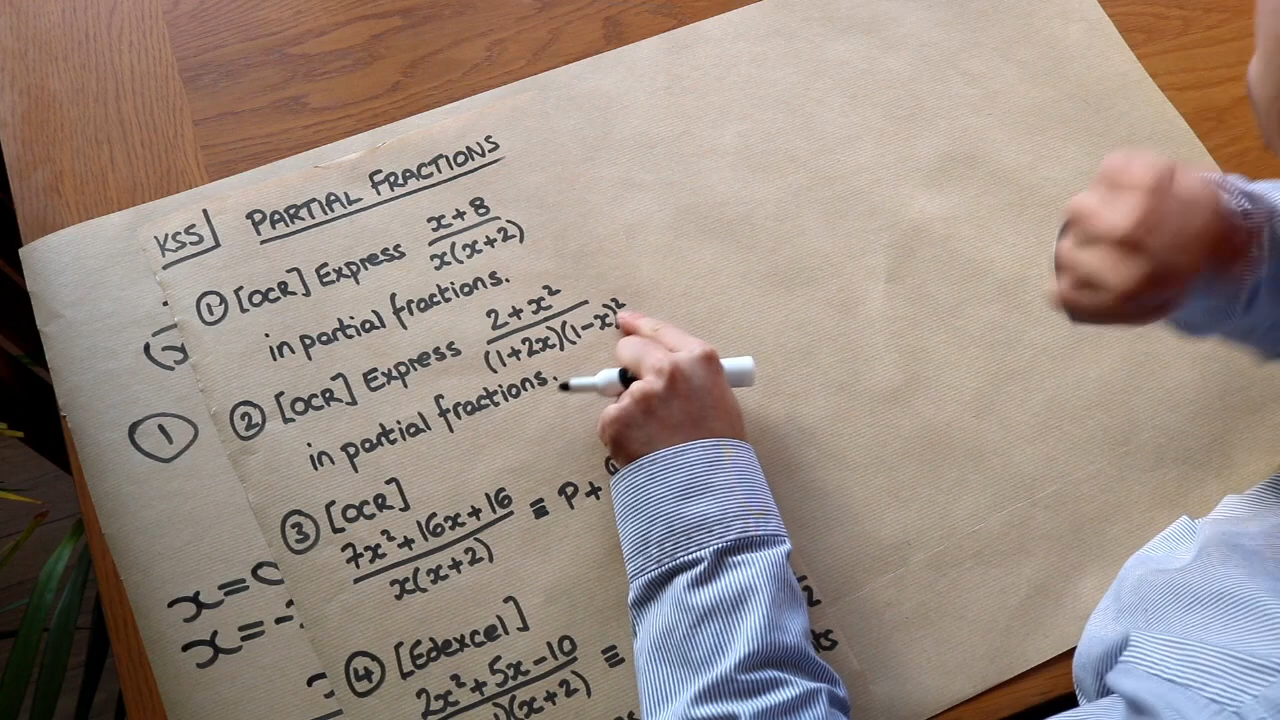 KS5 PARTIAL FRACTIONS
① [OCR] Express x+8
x(x+2)
in partial fractions.
② [OCR] Express 2+x²
(1+2x)(1-x)²
in partial fractions.
③ [OCR]
7x²+16x+16 ≡ P+
x(x+2)
④ [Edexcel]
2x²+5x-10 ≡
)(x+2)
①
x=
x=-